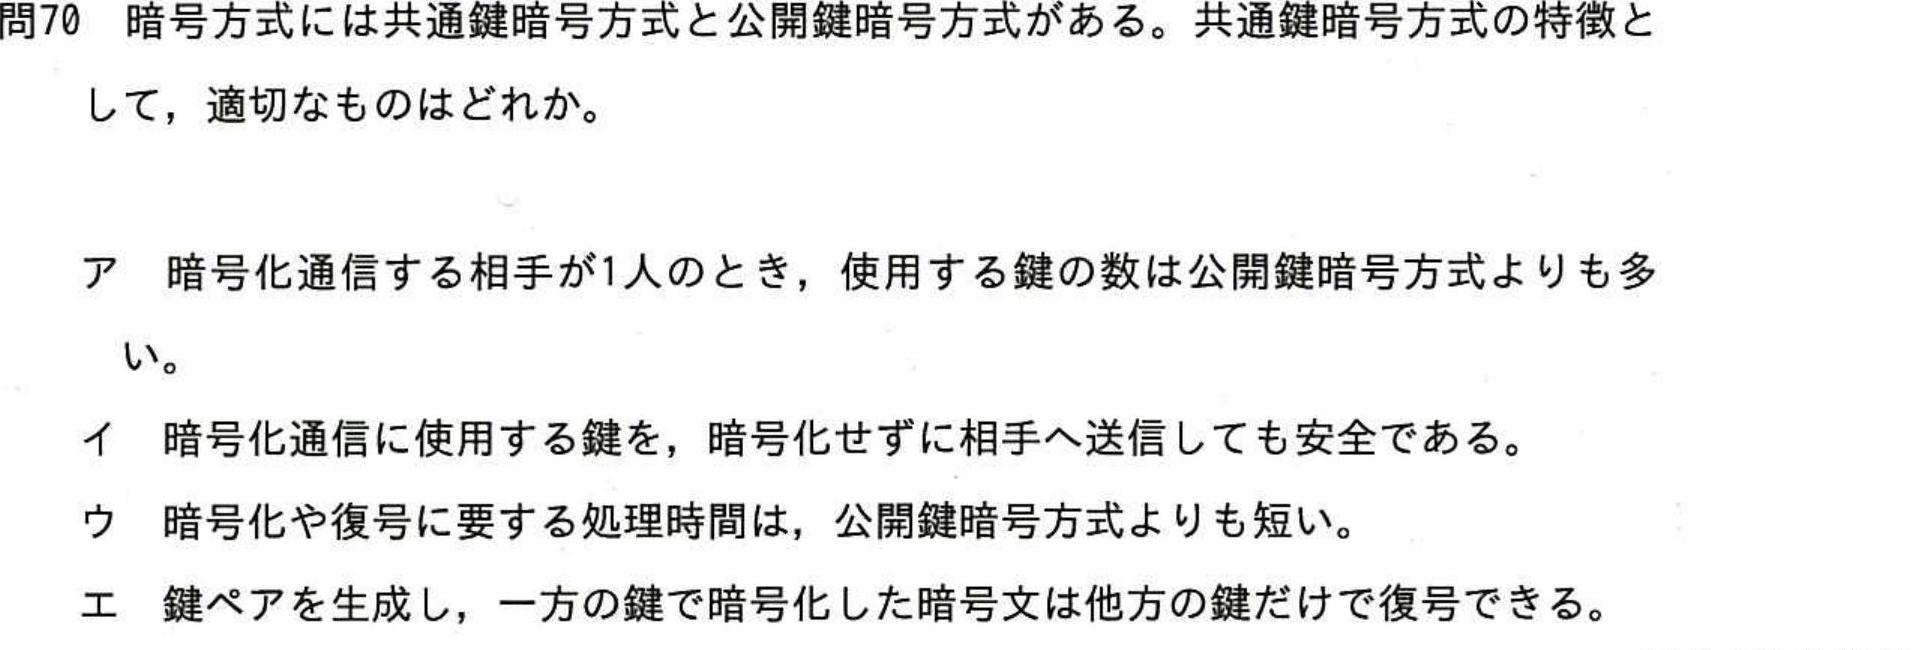 問70　暗号方式には共通鍵暗号方式と公開鍵暗号方式がある。共通鍵暗号方式の特徴と
して，適切なものはどれか。
ア　暗号化通信する相手が1人のとき，使用する鍵の数は公開鍵暗号方式よりも多
い。
イ　暗号化通信に使用する鍵を，暗号化せずに相手へ送信しても安全である。
ウ　暗号化や復号に要する処理時間は，公開鍵暗号方式よりも短い。
エ　鍵ペアを生成し，一方の鍵で暗号化した暗号文は他方の鍵だけで復号できる。